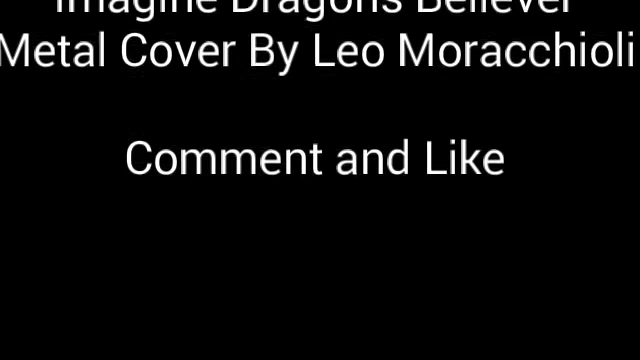 Imagine Dragons Believer
Metal Cover By Leo Moracchioli
Comment and Like